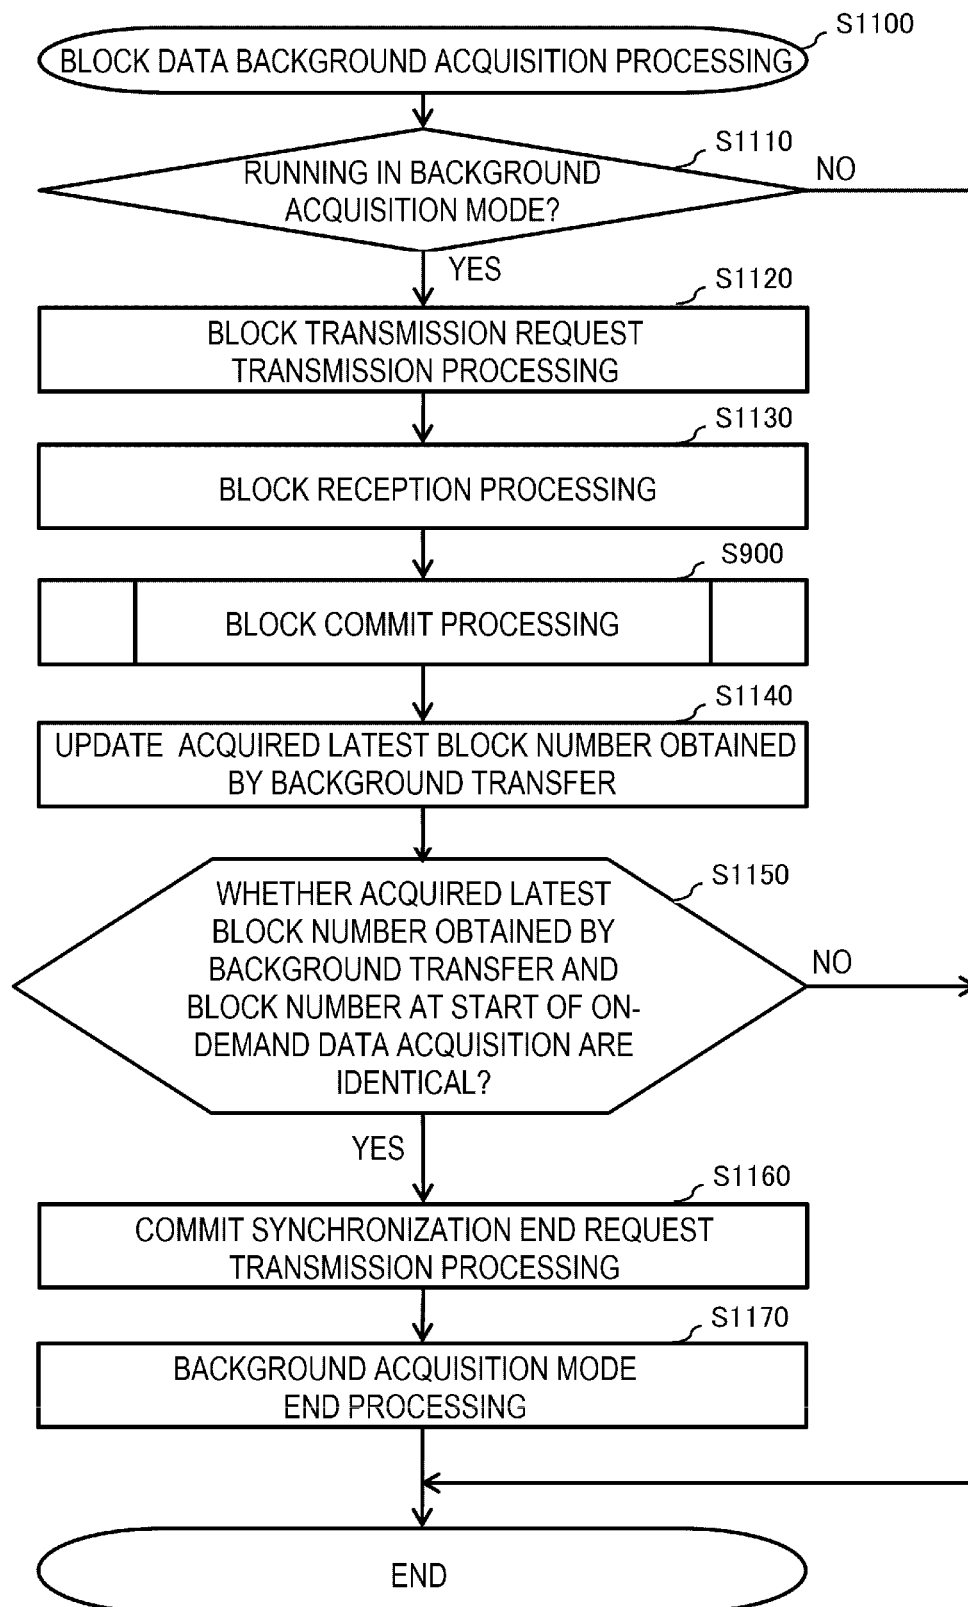 S1100
BLOCK DATA BACKGROUND ACQUISITION PROCESSING
S1110
RUNNING IN BACKGROUND
ACQUISITION MODE?
NO
YES
S1120
BLOCK TRANSMISSION REQUEST
TRANSMISSION PROCESSING
S1130
BLOCK RECEPTION PROCESSING
S900
BLOCK COMMIT PROCESSING
S1140
UPDATE ACQUIRED LATEST BLOCK NUMBER OBTAINED
BY BACKGROUND TRANSFER
S1150
WHETHER ACQUIRED LATEST
BLOCK NUMBER OBTAINED BY
BACKGROUND TRANSFER AND
BLOCK NUMBER AT START OF ON-
DEMAND DATA ACQUISITION ARE
IDENTICAL?
NO
YES
S1160
COMMIT SYNCHRONIZATION END REQUEST
TRANSMISSION PROCESSING
S1170
BACKGROUND ACQUISITION MODE
END PROCESSING
END